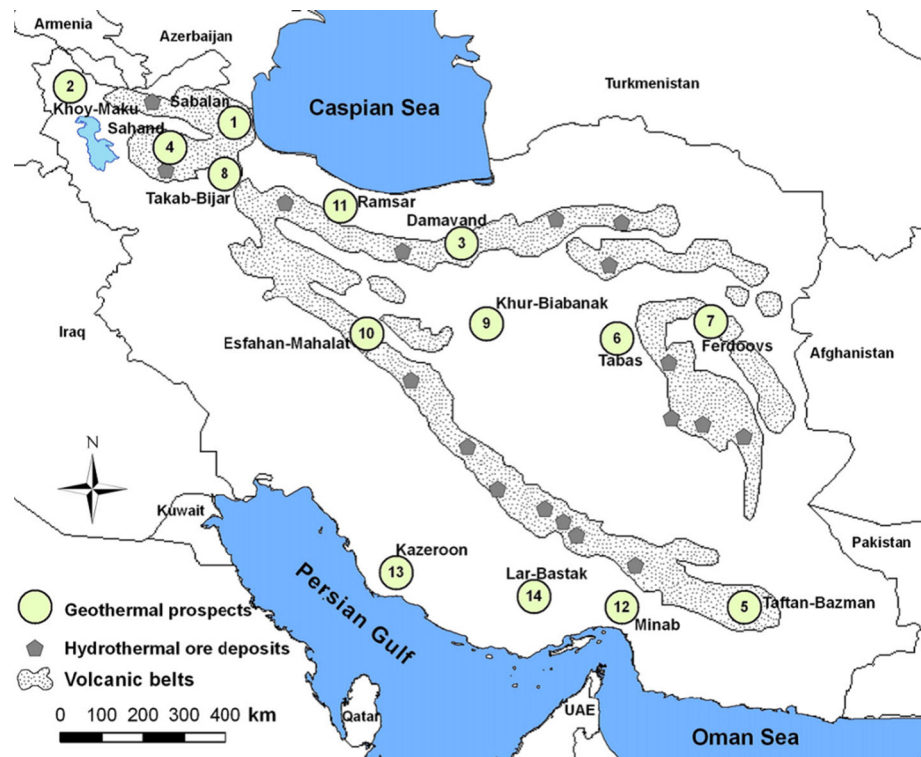 Armenia
Azerbaijan
Turkmenistan
2
Khoy-Maku
Sabalan
1
Caspian Sea
Sahand
4
8
Takab-Bijar
11
Ramsar
Damavand
3
Khur-Biabanak
9
Iraq
10
Esfahan-Mahalat
6
Tabas
7
Ferdoovs
Afghanistan
N
Kuwait
Pakistan
Kazeroon
13
Persian Gulf
Lar-Bastak
14
12
Minab
5
Taftan-Bazman
Geothermal prospects
Hydrothermal ore deposits
Volcanic belts
0 100 200 300 400 km
Qatar
UAE
Oman Sea